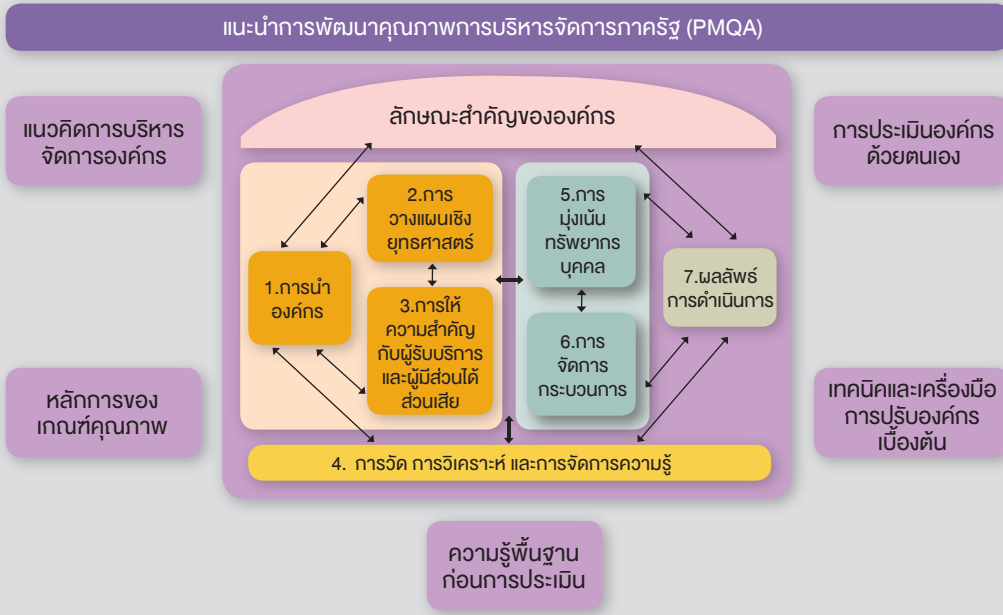 แนะนำการพัฒนาคุณภาพการบริหารจัดการภาครัฐ (PMQA)
แนวคิดการบริหาร
จัดการองค์กร
ลักษณะสำคัญขององค์กร
การประเมินองค์กร
ด้วยตนเอง
1.การนำ
องค์กร
2.การ
วางแผนเชิง
ยุทธศาสตร์
3.การให้
ความสำคัญ
กับผู้รับบริการ
และผู้มีส่วนได้
ส่วนเสีย
5.การ
มุ่งเน้น
ทรัพยากร
บุคคล
6.การ
จัดการ
กระบวนการ
7.ผลลัพธ์
การดำเนินการ
หลักการของ
เกณฑ์คุณภาพ
4. การวัด การวิเคราะห์ และการจัดการความรู้
เทคนิคและเครื่องมือ
การปรับองค์กร
เบื้องต้น
ความรู้พื้นฐาน
ก่อนการประเมิน